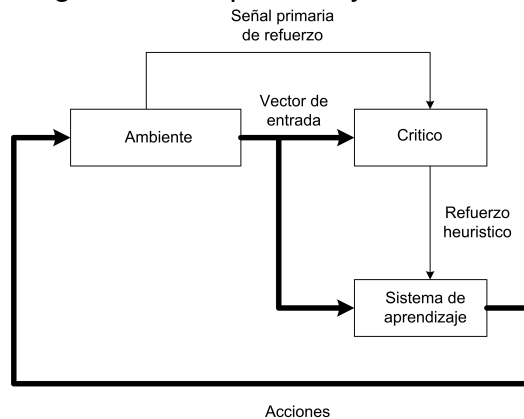 Señal primaria
de refuerzo
Vector de
entrada
Ambiente
Critico
Refuerzo
heuristico
Sistema de
aprendizaje
Acciones